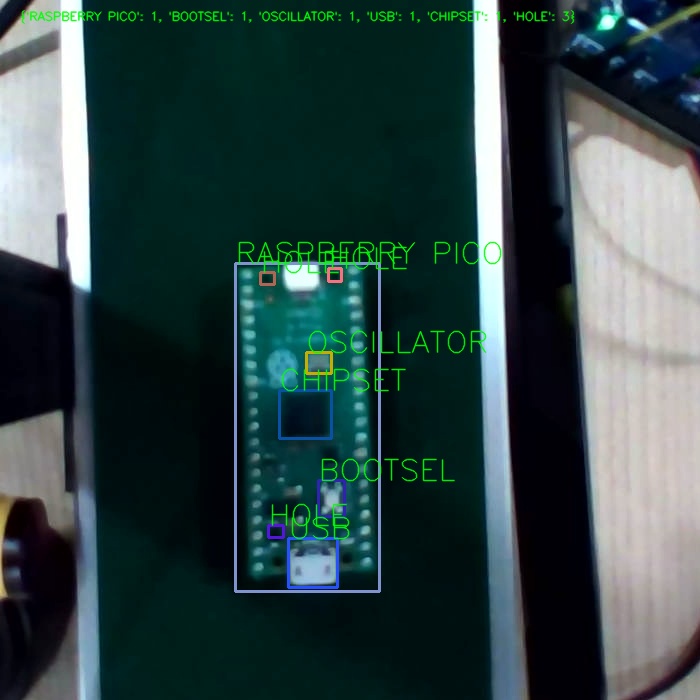 {'RASPBERRY PICO': 1, 'BOOTSEL': 1, 'OSCILLATOR': 1, 'USB': 1, 'CHIPSET': 1, 'HOLE': 3}
RASPBERRY PICO
HOLE HOLE
OSCILLATOR
CHIPSET
BOOTSEL
HOLE
USB